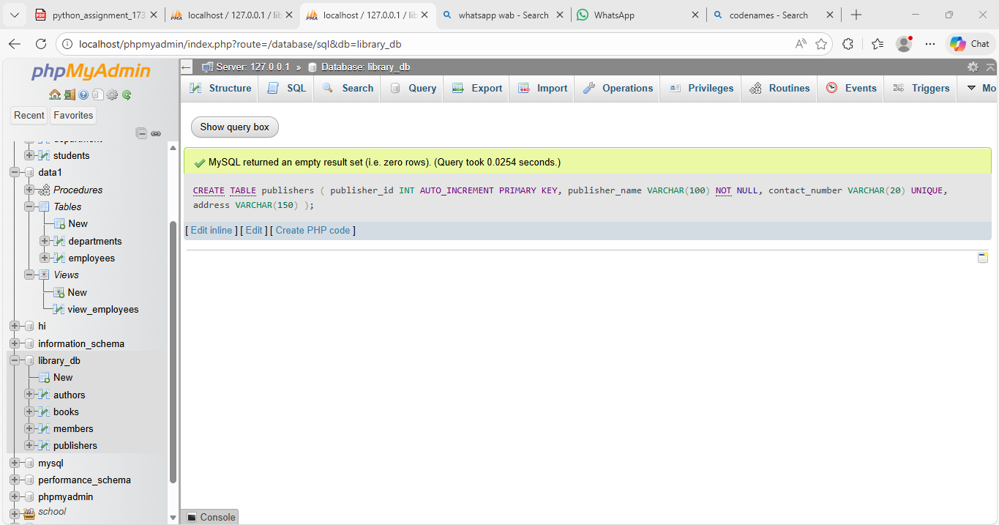 python_assignment_173
localhost / 127.0.0.1 / lib
localhost / 127.0.0.1 / lib
whatsapp wab - Search
WhatsApp
codenames - Search
localhost/phpmyadmin/index.php?route=/database/sql&db=library_db
Chat
phpMyAdmin
Recent
Favorites
department
students
data1
Procedures
Tables
New
departments
employees
Views
New
view_employees
hi
information_schema
library_db
New
authors
books
members
publishers
mysql
performance_schema
phpmyadmin
school
Server: 127.0.0.1 » Database: library_db
Structure
SQL
Search
Query
Export
Import
Operations
Privileges
Routines
Events
Triggers
Mo
Show query box
MySQL returned an empty result set (i.e. zero rows). (Query took 0.0254 seconds.)
CREATE TABLE publishers ( publisher_id INT AUTO_INCREMENT PRIMARY KEY, publisher_name VARCHAR(100) NOT NULL, contact_number VARCHAR(20) UNIQUE,
address VARCHAR(150) );
[ Edit inline ] [ Edit ] [ Create PHP code ]
Console